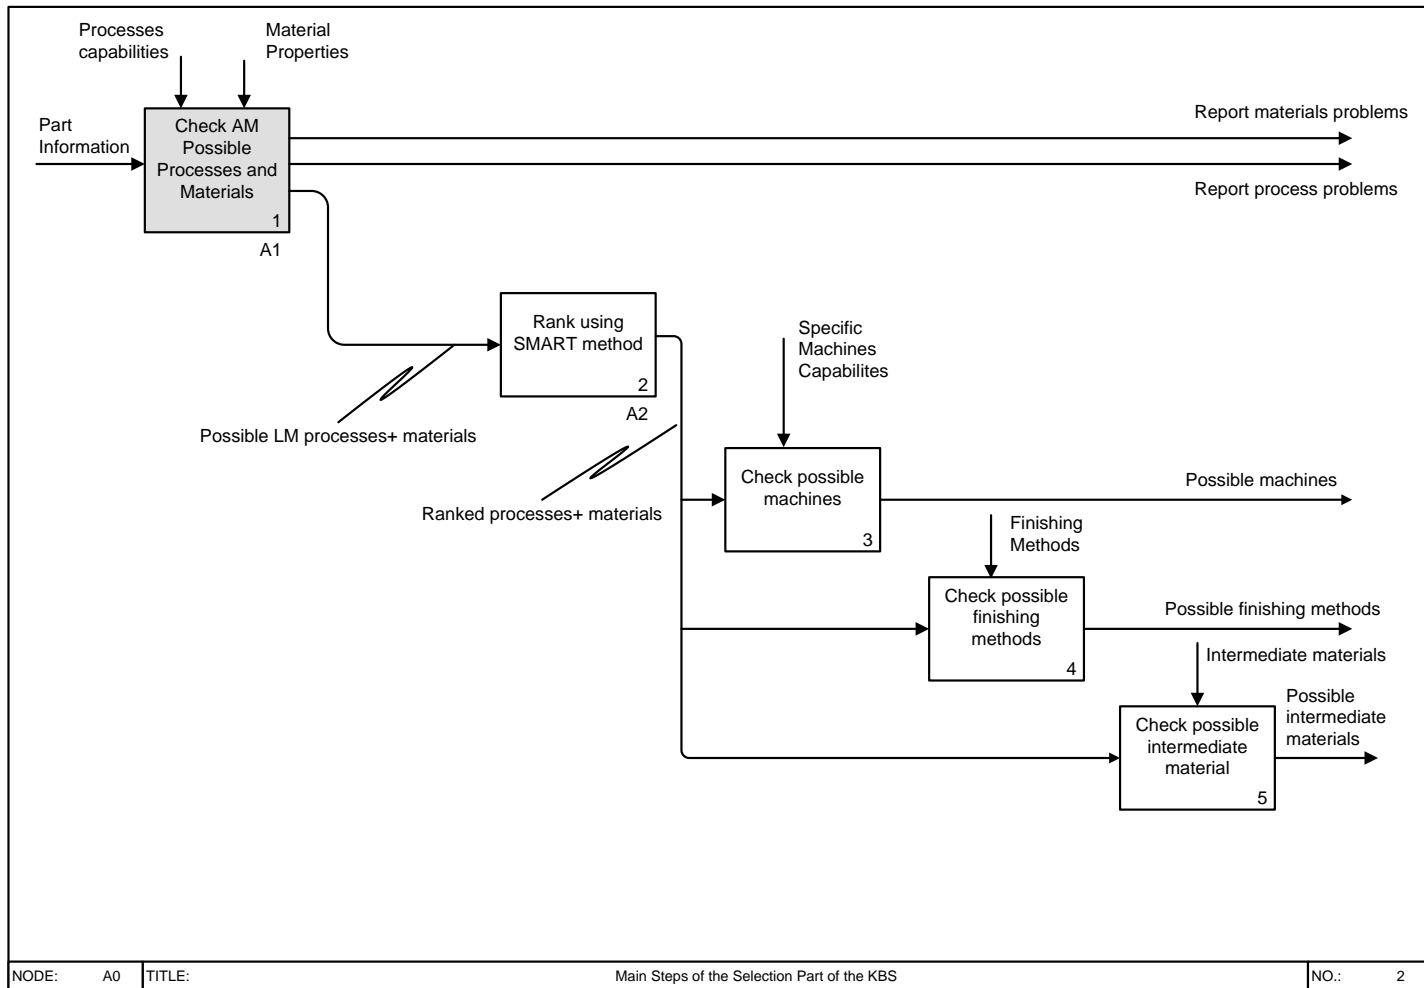 Processes
capabilities
Material
Properties
Part
Information
Check AM
Possible
Processes and
Materials
1
A1
Report materials problems
Report process problems
Rank using
SMART method
2
A2
Possible LM processes+ materials
Ranked processes+ materials
Specific
Machines
Capabilites
Check possible
machines
3
Possible machines
Finishing
Methods
Check possible
finishing
methods
4
Possible finishing methods
Intermediate materials
Check possible
intermediate
material
5
Possible
intermediate
materials
NODE: A0 TITLE: Main Steps of the Selection Part of the KBS NO.: 2